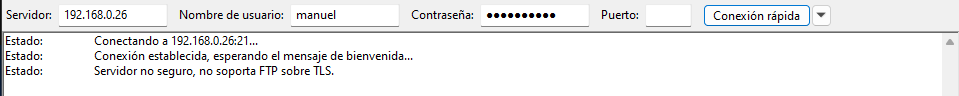 Servidor: 192.168.0.26 Nombre de usuario: manuel Contraseña: ●●●●●●●●●● Puerto: Conexión rápida
Estado: Conectando a 192.168.0.26:21...
Estado: Conexión establecida, esperando el mensaje de bienvenida...
Estado: Servidor no seguro, no soporta FTP sobre TLS.